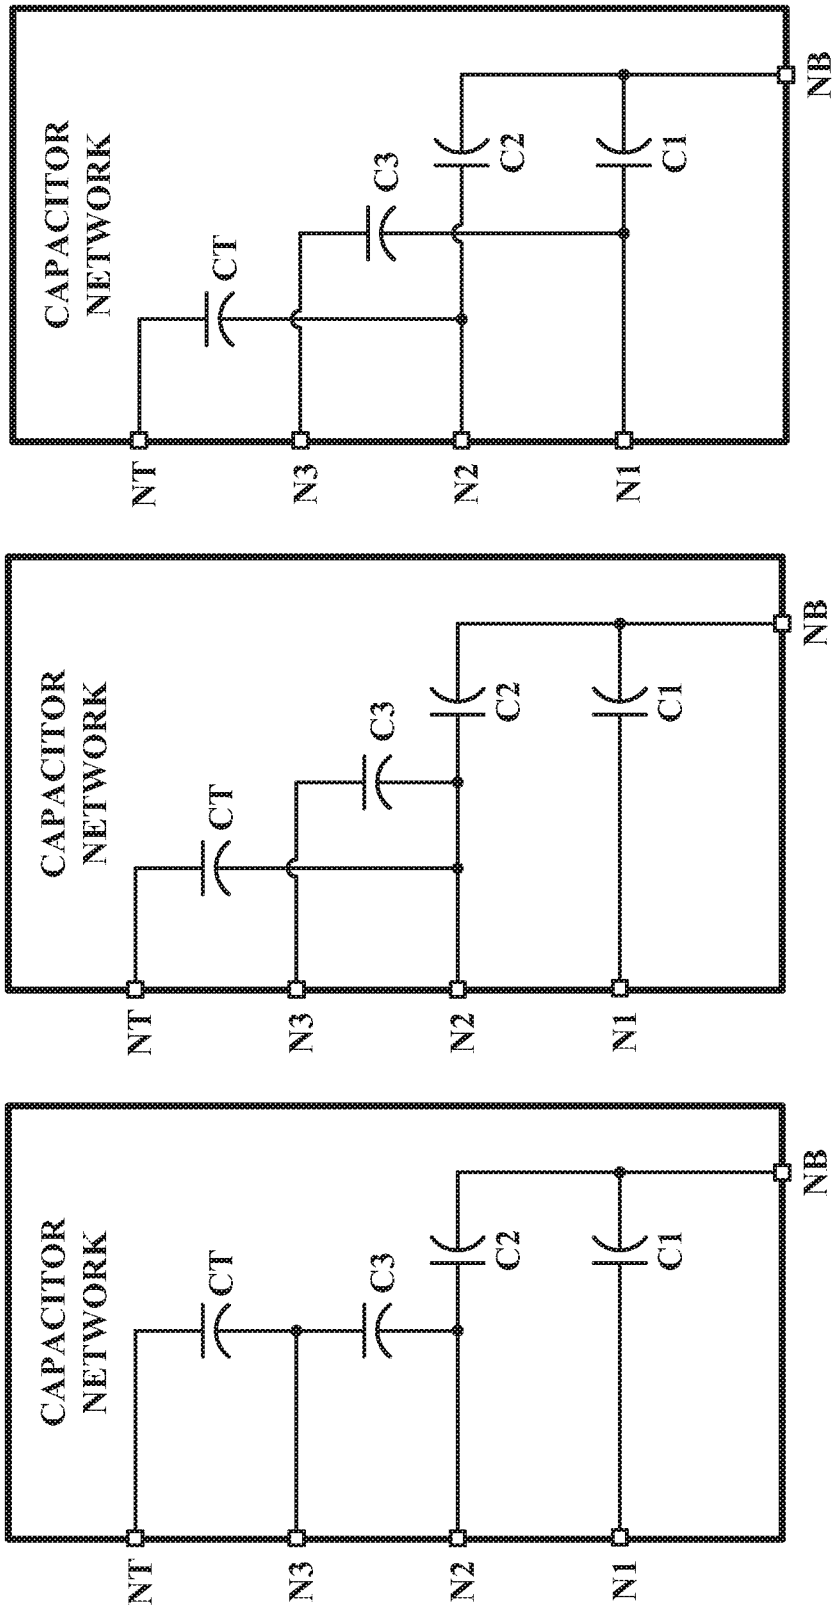 CAPACITOR
NETWORK
CT
C3
C2
C1
NT
N3
N2
N1
NB
CAPACITOR
NETWORK
CT
C3
C2
C1
NT
N3
N2
N1
NB
CAPACITOR
NETWORK
CT
C3
C2
C1
NT
N3
N2
N1
NB